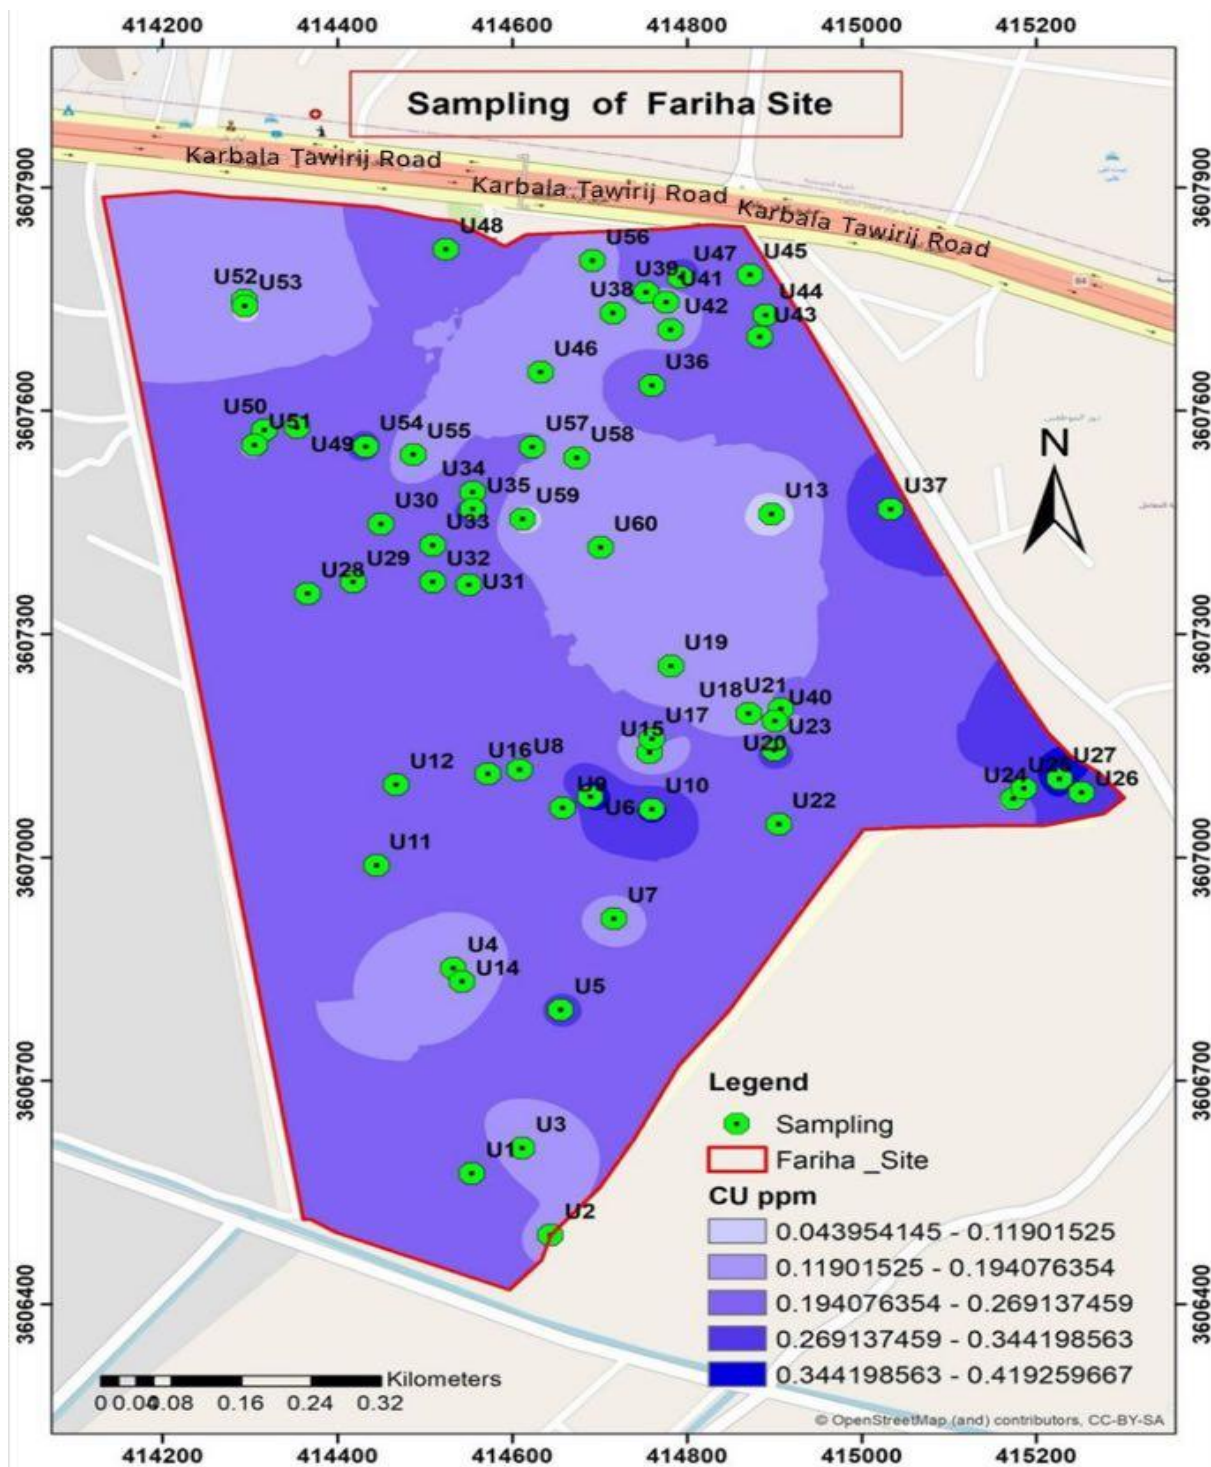 414200 414400 414600 414800 415000 415200
Sampling of Fariha Site
Karbala Tawirij Road
Karbala Tawirij Road
Karbala Tawirij Road
3607900
3607900
U48
U56
U47
U45
U39
U41
U52
U53
U38
U44
U42
U43
U46
U36
3607600
3607600
U50
U51
U49
U54
U55
U57
U58
N
U34
U35
U30
U59
U13
U37
U33
U60
U29
U32
U28
U31
3607300
3607300
U19
U18
U21
U40
U17
U15
U23
U20
U16
U8
U12
U27
U24
U25
U26
U9
U10
U6
U22
U11
3607000
3607000
U7
U4
U14
U5
3606700
3606700
U3
U1
U2
Legend
Sampling
Fariha _Site
CU ppm
0.043954145 - 0.11901525
0.11901525 - 0.194076354
0.194076354 - 0.269137459
0.269137459 - 0.344198563
0.344198563 - 0.419259667
3606400
3606400
Kilometers
0 0.04 0.08 0.16 0.24 0.32
© OpenStreetMap (and) contributors, CC-BY-SA
414200 414400 414600 414800 415000 415200